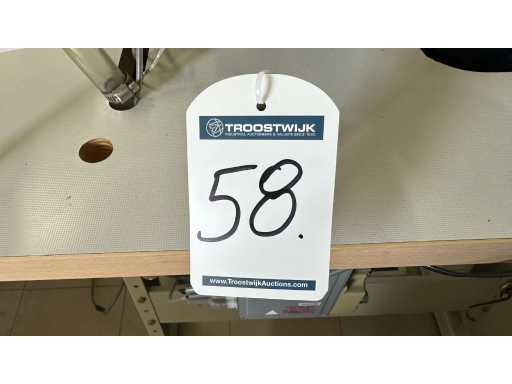 TROOSTWIJK
INDUSTRIAL AUCTIONEERS & VALUERS SINCE 1930
58.
www.TroostwijkAuctions.com